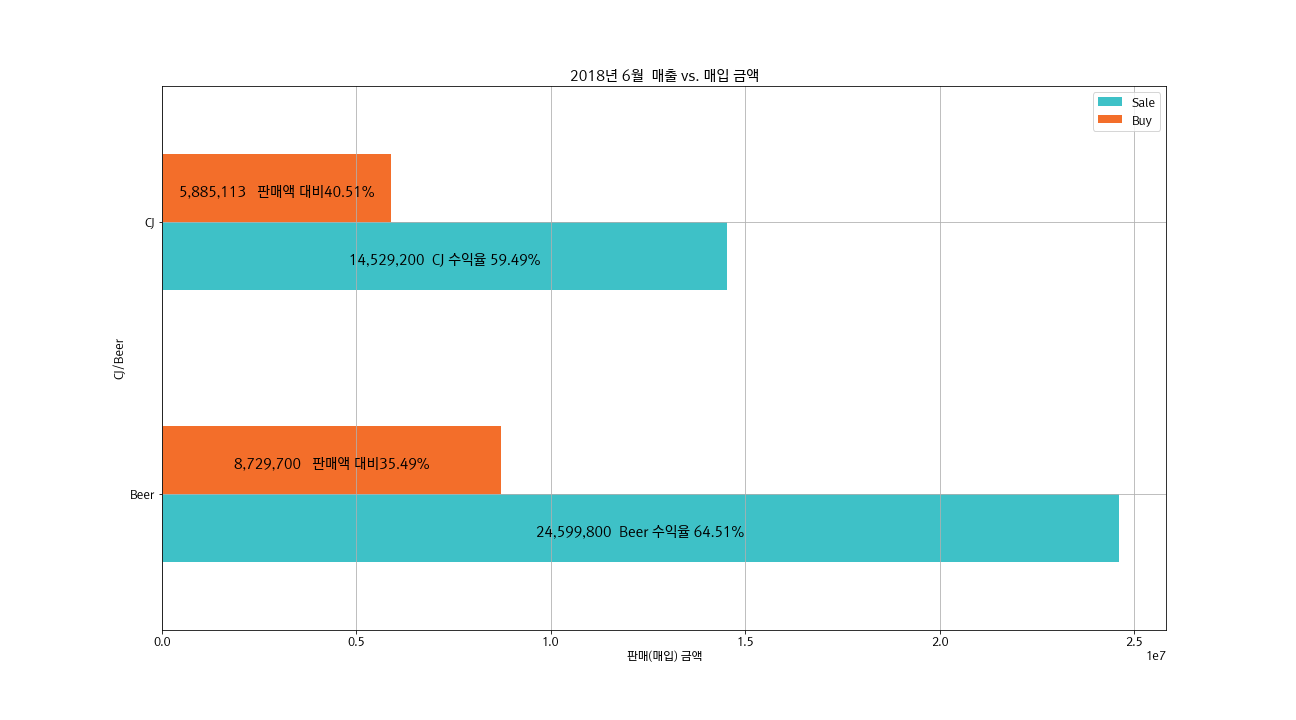 2018년 6월  매출 vs. 매입 금액
Sale
Buy
5,885,113   판매액 대비40.51%
CJ
14,529,200  CJ 수익율 59.49%
CJ/Beer
8,729,700   판매액 대비35.49%
Beer
24,599,800  Beer 수익율 64.51%
0.0 0.5 1.0 1.5 2.0 2.5
판매(매입) 금액
1e7